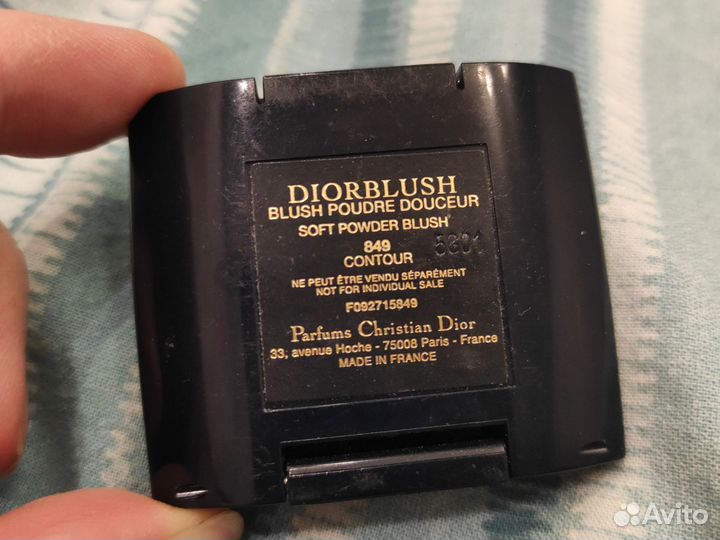 DIORBLUSH
BLUSH POUDRE DOUCEUR
SOFT POWDER BLUSH
849
CONTOUR
NE PEUT ÊTRE VENDU SÉPARÉMENT
NOT FOR INDIVIDUAL SALE
F092715849
Parfums Christian Dior
33, avenue Hoche - 75008 Paris - France
MADE IN FRANCE
Avito